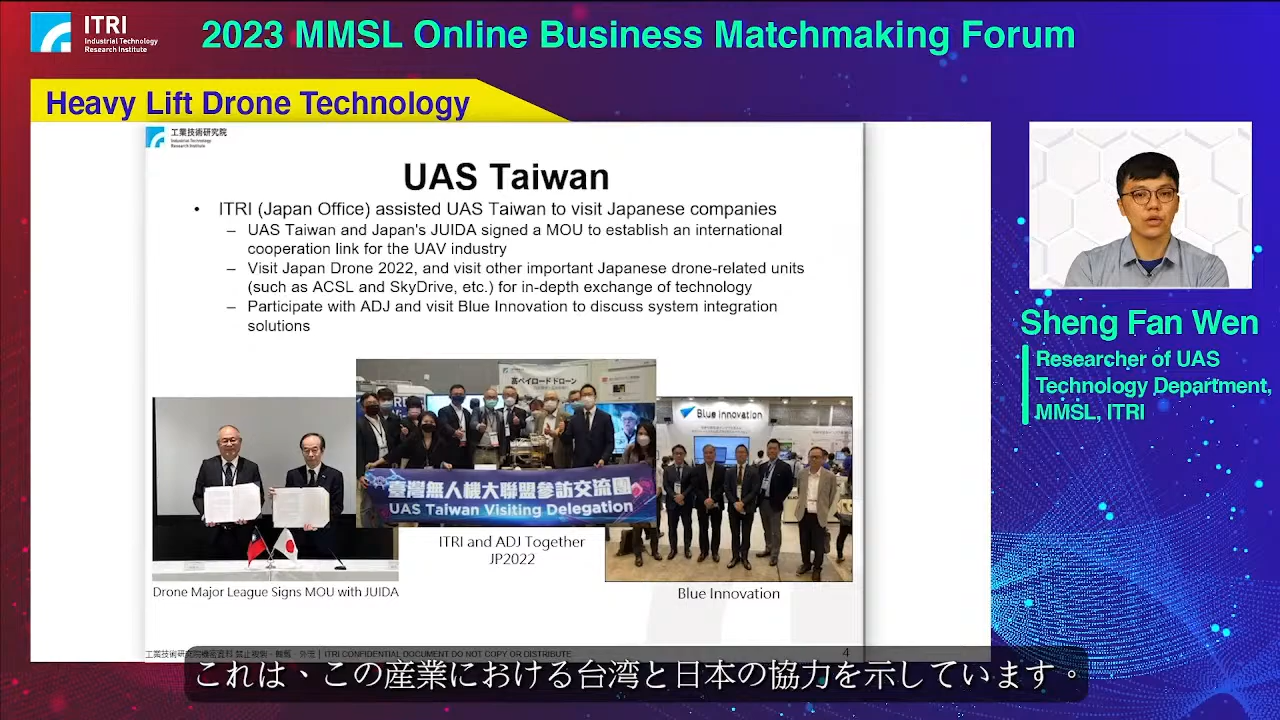 ITRI
Industrial Technology
Research Institute
2023 MMSL Online Business Matchmaking Forum
Heavy Lift Drone Technology
工業技術研究院
Industrial Technology
Research Institute
UAS Taiwan
• ITRI (Japan Office) assisted UAS Taiwan to visit Japanese companies
– UAS Taiwan and Japan's JUIDA signed a MOU to establish an international
cooperation link for the UAV industry
– Visit Japan Drone 2022, and visit other important Japanese drone-related units
(such as ACSL and SkyDrive, etc.) for in-depth exchange of technology
– Participate with ADJ and visit Blue Innovation to discuss system integration
solutions
高ペイロードドローン
Blue innovation
臺灣無人機大聯盟參訪交流團
UAS Taiwan Visiting Delegation
ITRI and ADJ Together
JP2022
Drone Major League Signs MOU with JUIDA
Blue Innovation
Sheng Fan Wen
Researcher of UAS
Technology Department,
MMSL, ITRI
ITRI CONFIDENTIAL DOCUMENT DO NOT COPY OR DISTRIBUTE
4
これは、この産業における台湾と日本の協力を示しています。